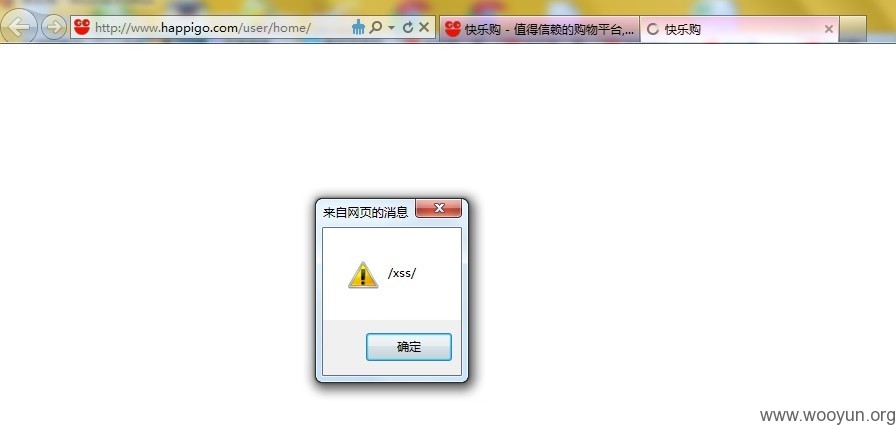 http://www.happigo.com/user/home/
快乐购 - 值得信赖的购物平台,...
快乐购
来自网页的消息
/xss/
确定
www.wooyun.org